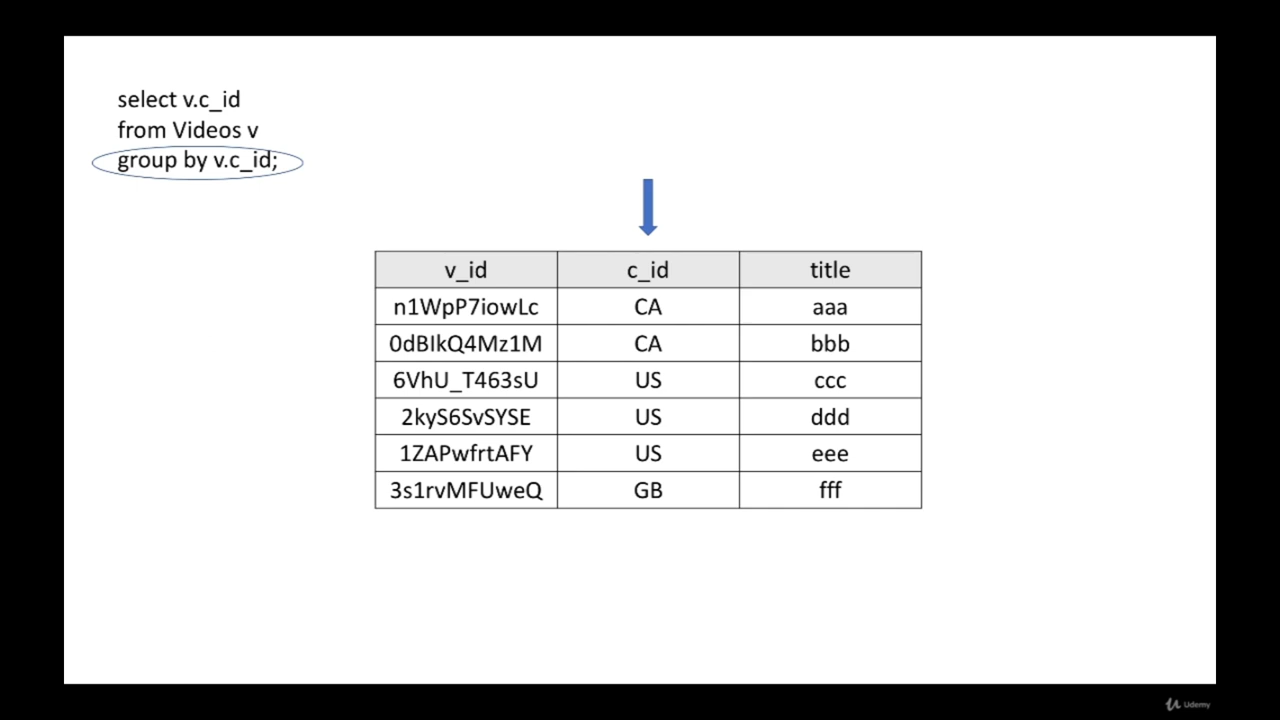 select v.c_id
from Videos v
group by v.c_id;
v_id c_id title
n1WpP7iowLc CA aaa
0dBIkQ4Mz1M CA bbb
6VhU_T463sU US ccc
2kyS6SvSYSE US ddd
1ZAPwfrtAFY US eee
3s1rvMFUweQ GB fff
Udemy